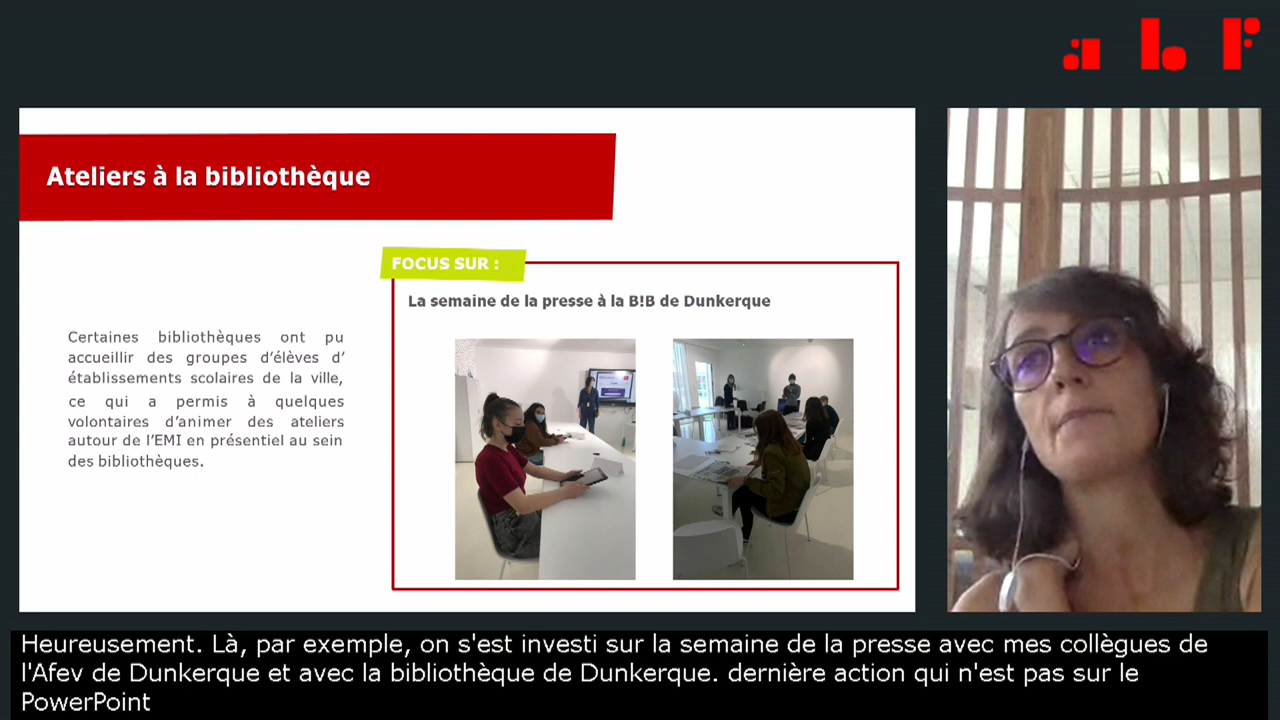 abF
Ateliers à la bibliothèque
FOCUS SUR :
La semaine de la presse à la B!B de Dunkerque
Certaines bibliothèques ont pu
accueillir des groupes d’élèves d’
établissements scolaires de la ville,
ce qui a permis à quelques
volontaires d’animer des ateliers
autour de l’EMI en présentiel au sein
des bibliothèques.
Heureusement. Là, par exemple, on s'est investi sur la semaine de la presse avec mes collègues de
l'Afev de Dunkerque et avec la bibliothèque de Dunkerque. dernière action qui n'est pas sur le
PowerPoint